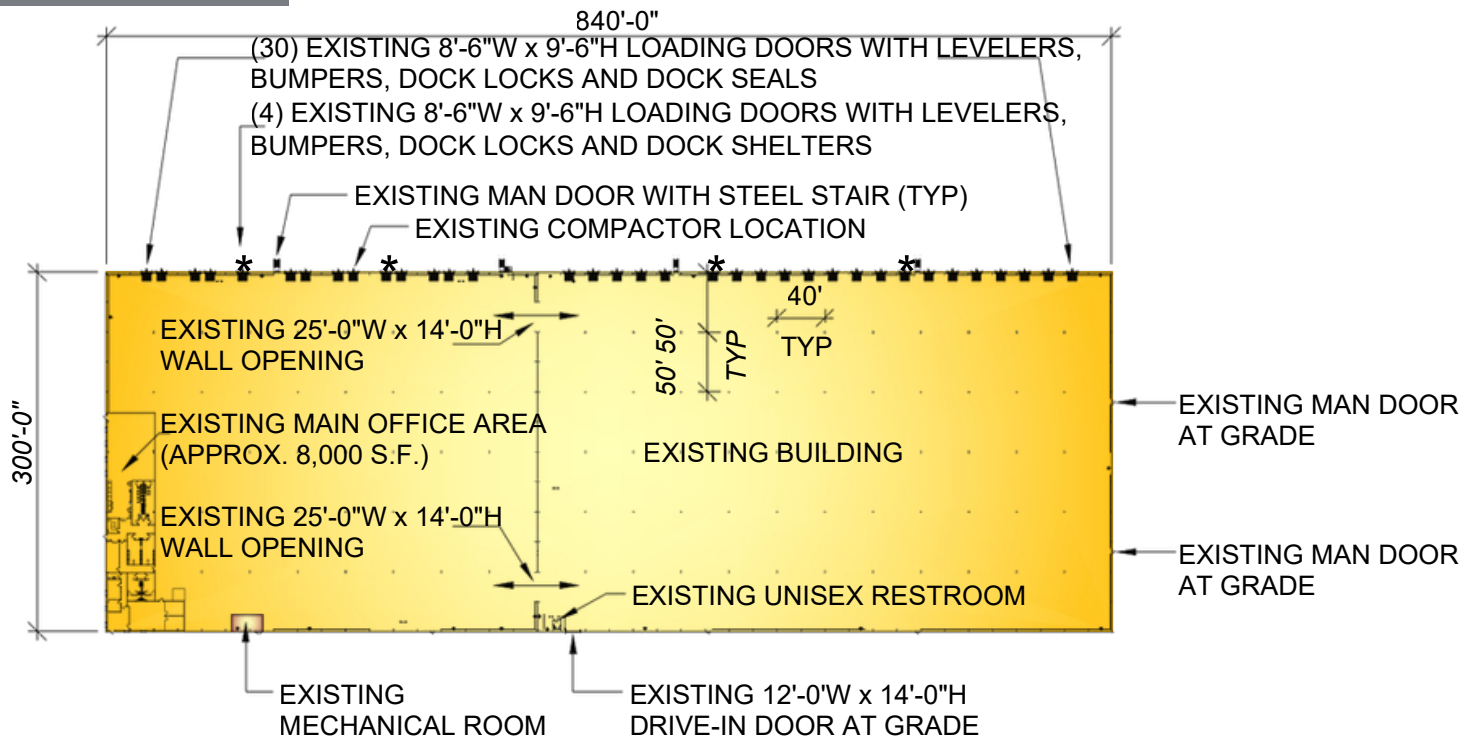 840'-0"
(30) EXISTING 8'-6"W x 9'-6"H LOADING DOORS WITH LEVELERS,
BUMPERS, DOCK LOCKS AND DOCK SEALS
(4) EXISTING 8'-6"W x 9'-6"H LOADING DOORS WITH LEVELERS,
BUMPERS, DOCK LOCKS AND DOCK SHELTERS
EXISTING MAN DOOR WITH STEEL STAIR (TYP)
EXISTING COMPACTOR LOCATION
* * * *
300'-0"
EXISTING 25'-0"W x 14'-0"H
WALL OPENING
50' 50'
TYP
40'
TYP
EXISTING MAIN OFFICE AREA
(APPROX. 8,000 S.F.)
EXISTING BUILDING
EXISTING MAN DOOR
AT GRADE
EXISTING 25'-0"W x 14'-0"H
WALL OPENING
EXISTING MAN DOOR
AT GRADE
EXISTING UNISEX RESTROOM
EXISTING
MECHANICAL ROOM
EXISTING 12'-0'W x 14'-0"H
DRIVE-IN DOOR AT GRADE